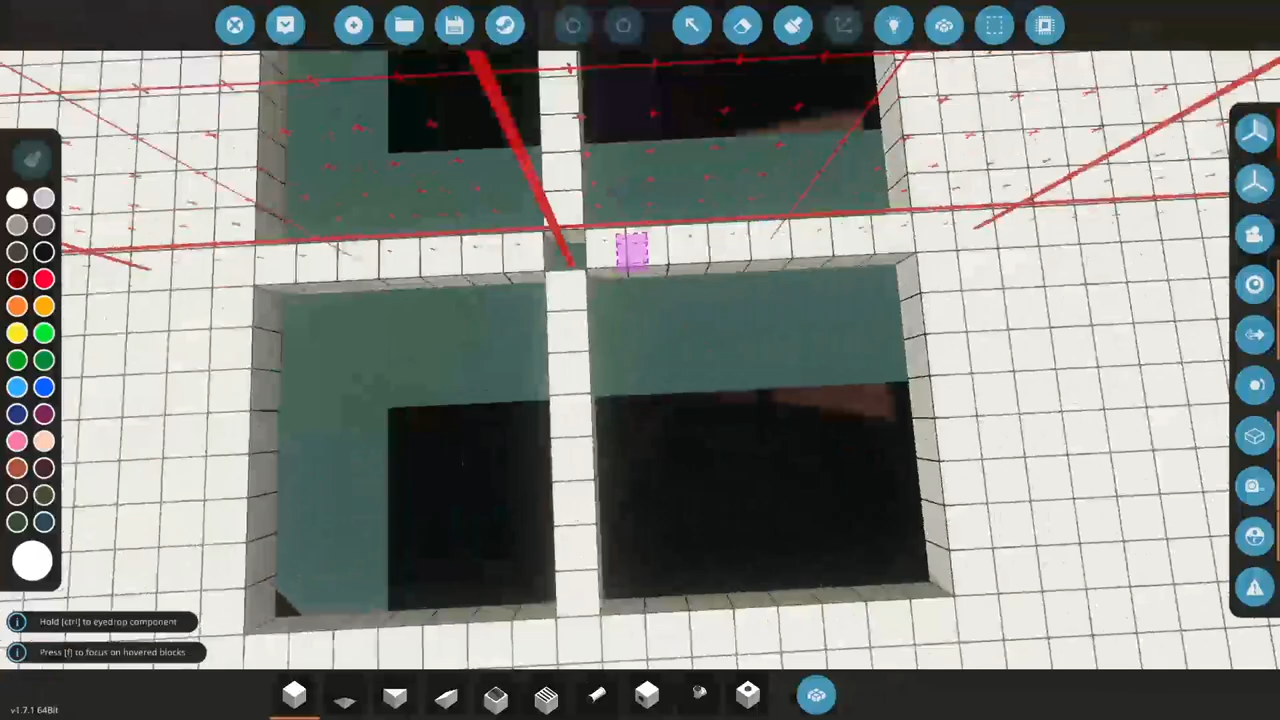 Hold [ctrl] to eyedrop component
Press [f] to focus on hovered blocks
v1.7.1 64Bit